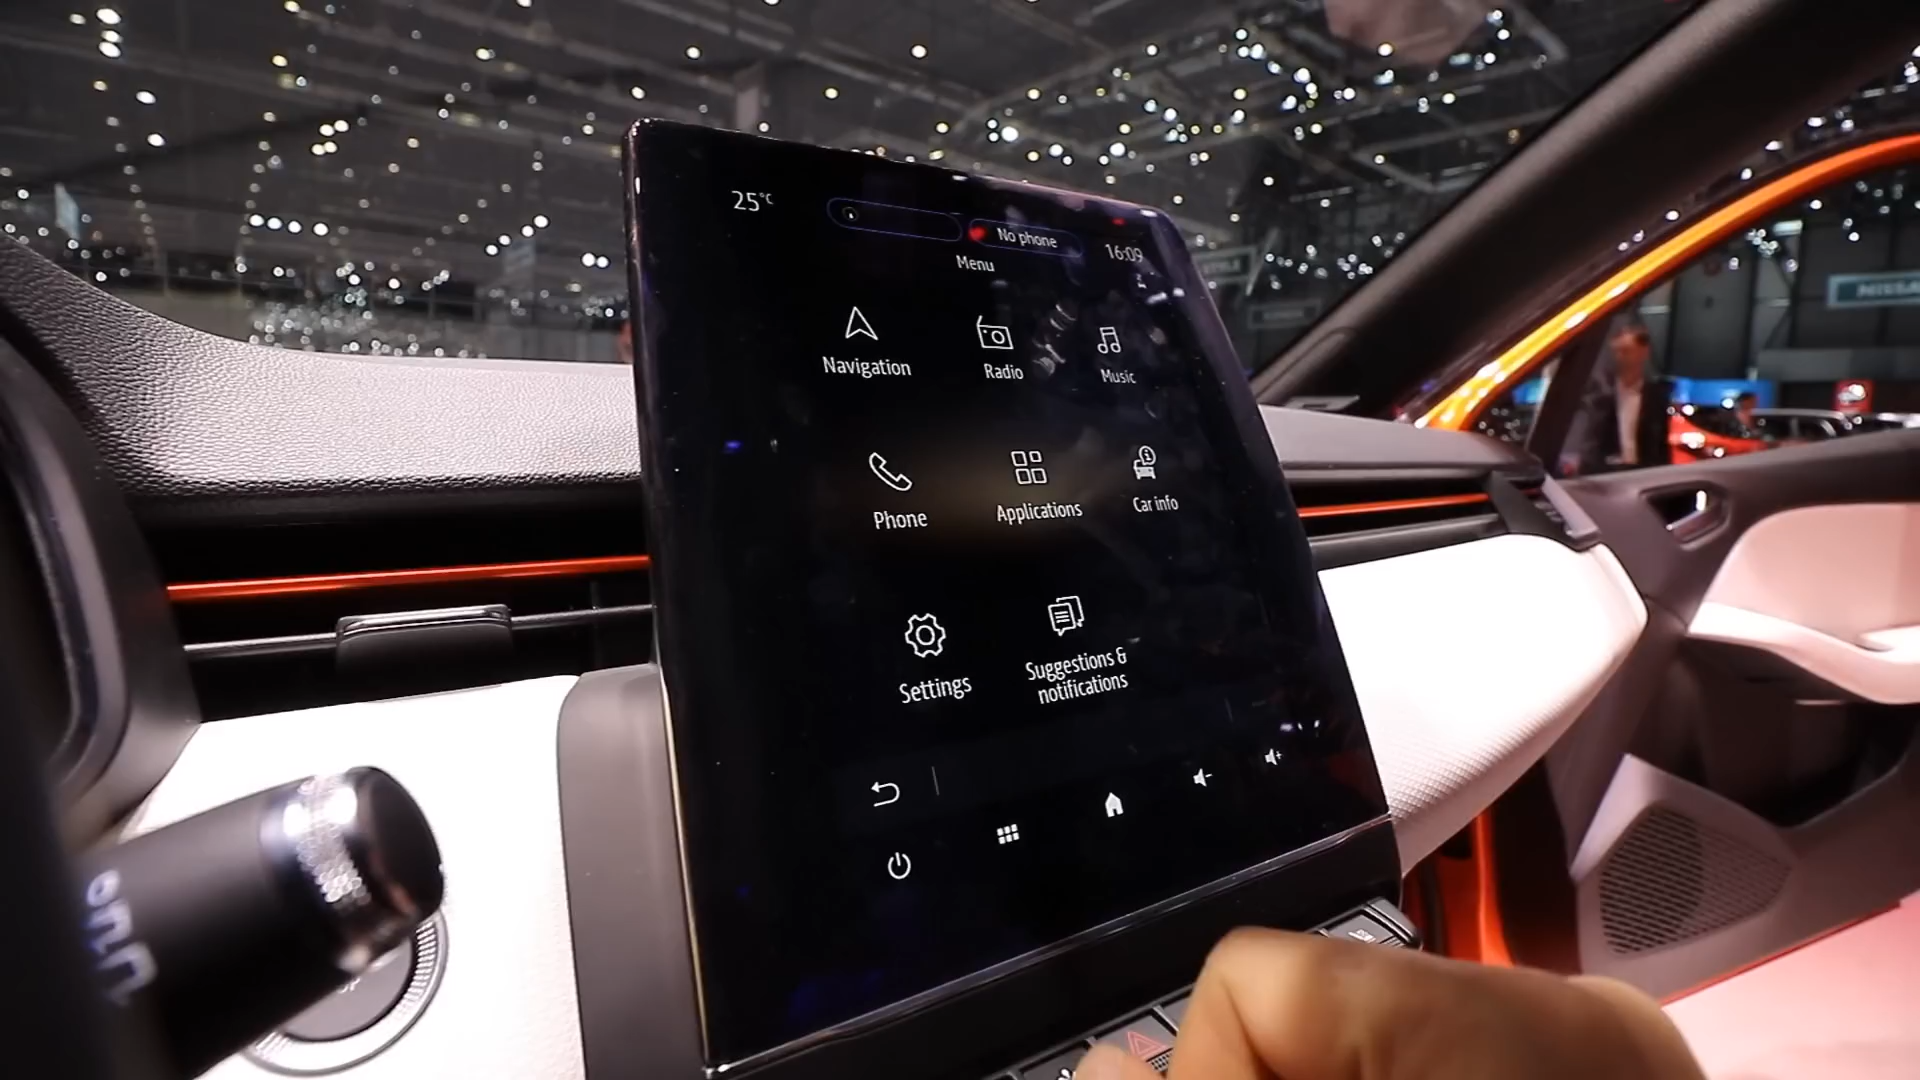 25°C
No phone
16:09
Menu
Navigation
Radio
Music
Phone
Applications
Car info
Settings
Suggestions &
notifications